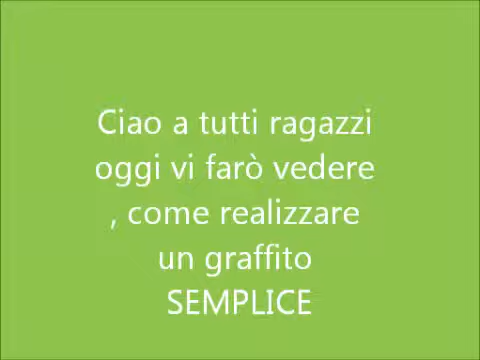 Ciao a tutti ragazzi
oggi vi farò vedere
, come realizzare
un graffito
SEMPLICE